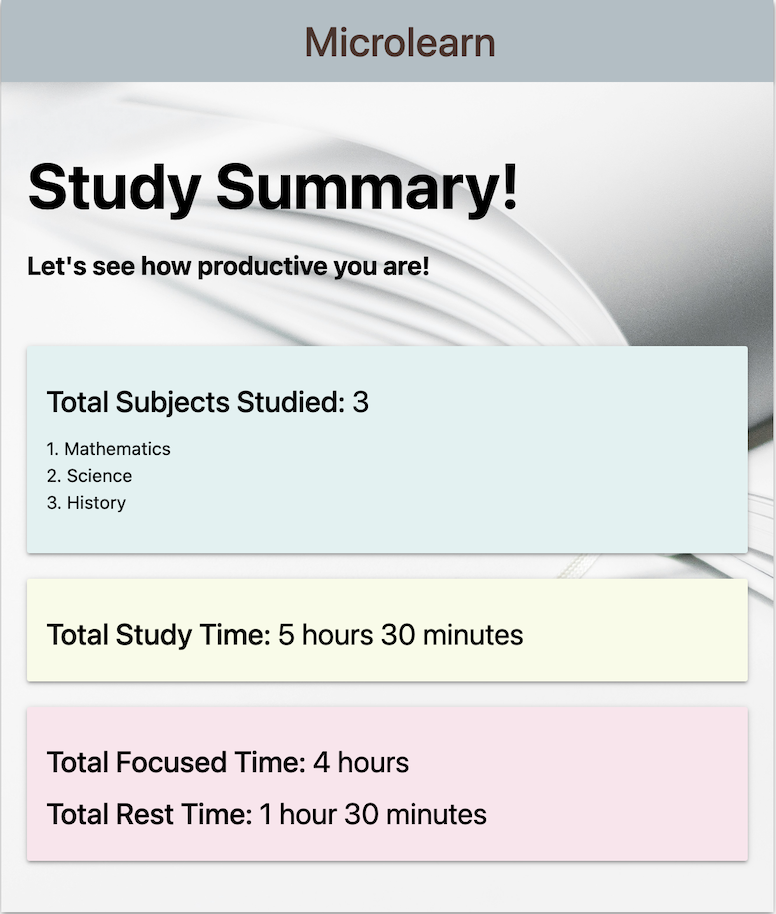 Microlearn
Study Summary!
Let's see how productive you are!
Total Subjects Studied: 3
1. Mathematics
2. Science
3. History
Total Study Time: 5 hours 30 minutes
Total Focused Time: 4 hours
Total Rest Time: 1 hour 30 minutes